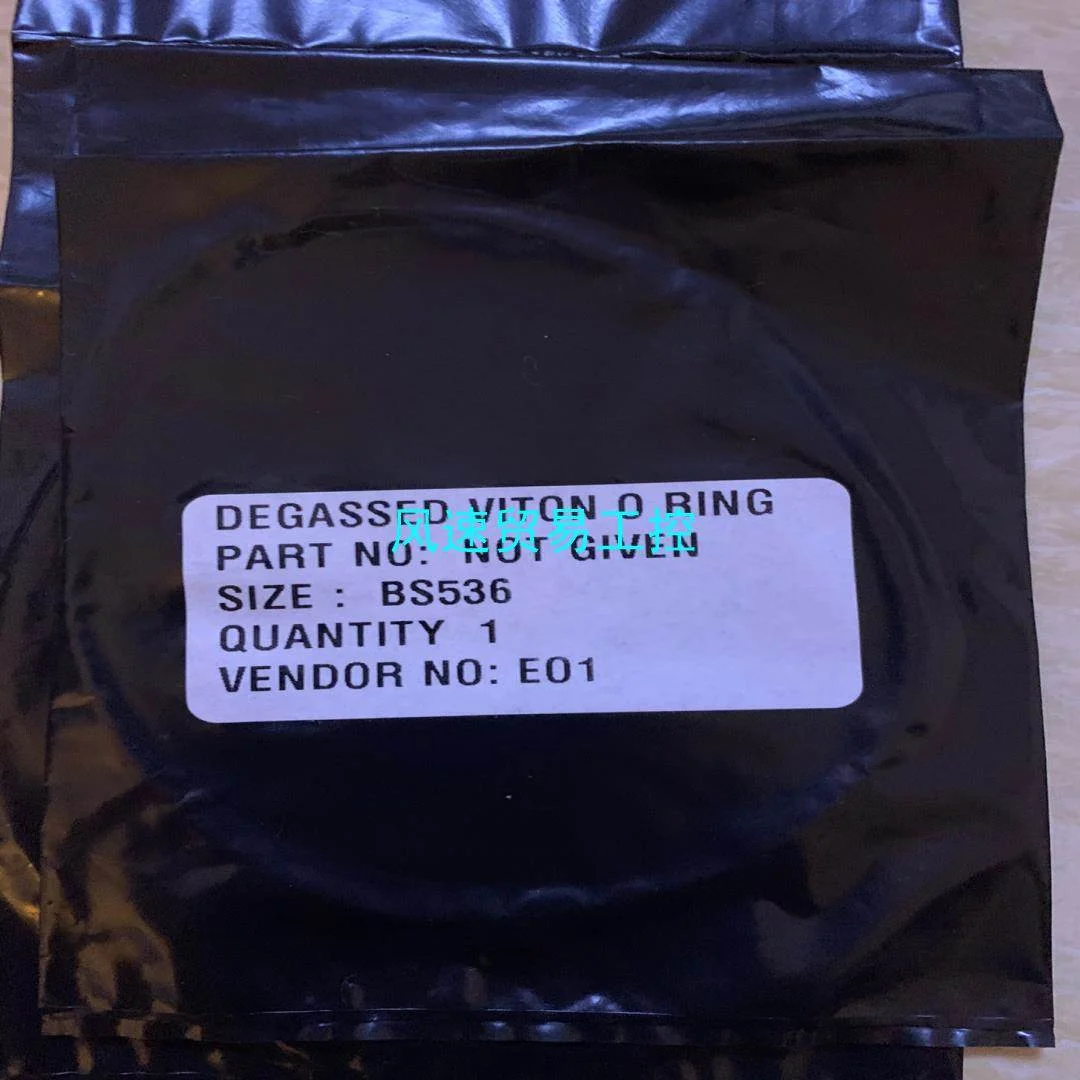 DEGASSED VITON O RING
风速贸易工控
PART NO: NOT GIVEN
SIZE : BS536
QUANTITY 1
VENDOR NO: E01